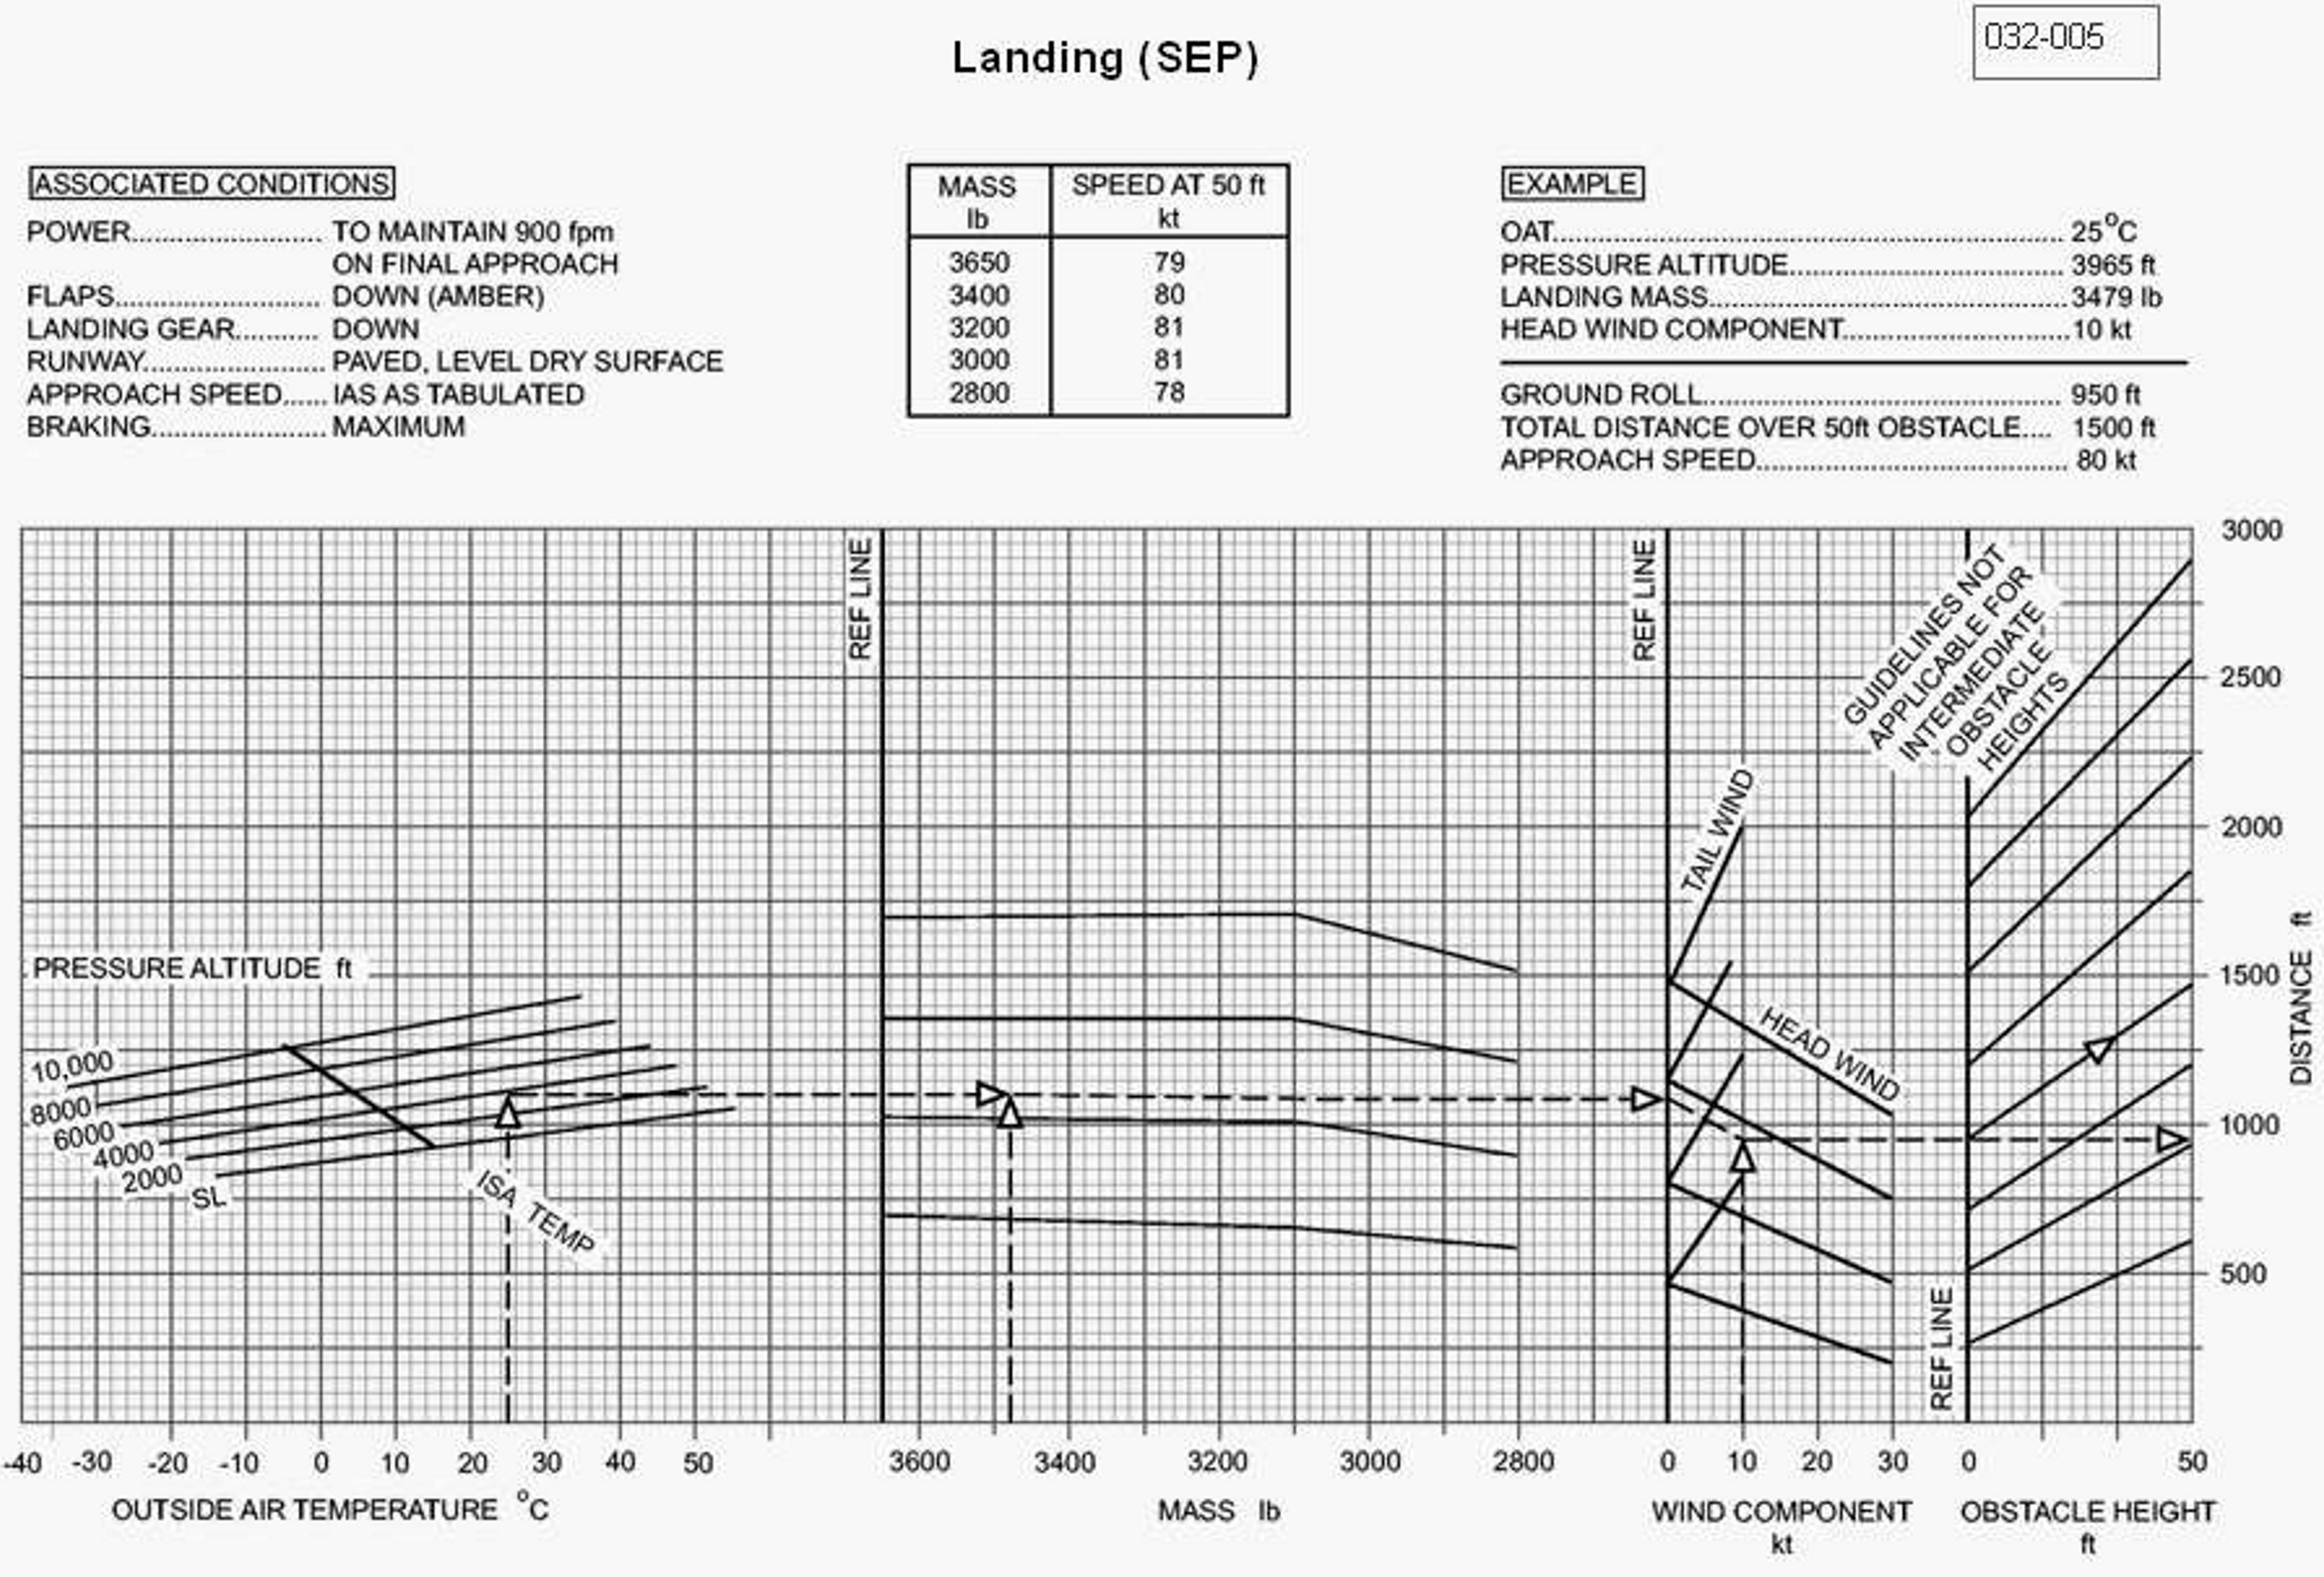 032-005
Landing (SEP)
ASSOCIATED CONDITIONS
POWER........................ TO MAINTAIN 900 fpm
ON FINAL APPROACH
FLAPS.......................... DOWN (AMBER)
LANDING GEAR........... DOWN
RUNWAY....................... PAVED, LEVEL DRY SURFACE
APPROACH SPEED...... IAS AS TABULATED
BRAKING...................... MAXIMUM
MASS lb SPEED AT 50 ft kt
3650 79
3400 80
3200 81
3000 81
2800 78
EXAMPLE
OAT................................................................ 25°C
PRESSURE ALTITUDE.................................. 3965 ft
LANDING MASS............................................ 3479 lb
HEAD WIND COMPONENT............................ 10 kt
GROUND ROLL............................................. 950 ft
TOTAL DISTANCE OVER 50ft OBSTACLE.... 1500 ft
APPROACH SPEED....................................... 80 kt
REF LINE
REF LINE
GUIDELINES NOT
APPLICABLE FOR
INTERMEDIATE
OBSTACLE
HEIGHTS
3000
2500
2000
1500
1000
500
DISTANCE ft
TAIL WIND
HEAD WIND
REF LINE
PRESSURE ALTITUDE ft
10,000
8000
6000
4000
2000
SL
ISA TEMP
-40 -30 -20 -10 0 10 20 30 40 50 3600 3400 3200 3000 2800 0 10 20 30 0 50
OUTSIDE AIR TEMPERATURE °C MASS lb WIND COMPONENT OBSTACLE HEIGHT
kt ft